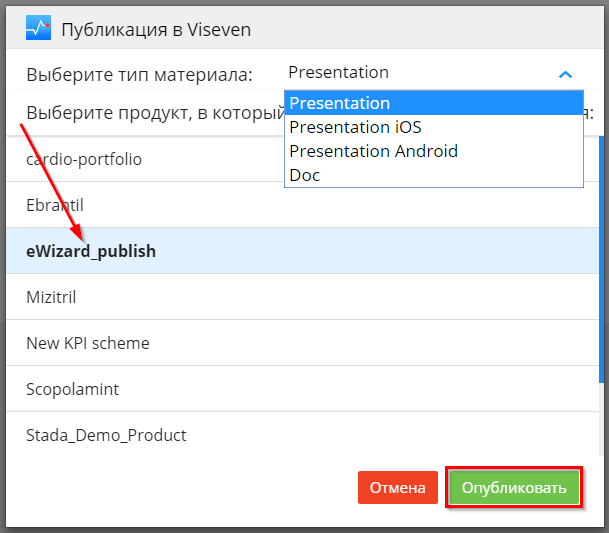 Публикация в Viseven
Выберите тип материала: Presentation
Presentation
Выберите продукт, в который
Presentation iOS
Presentation Android
Doc
cardio-portfolio
Ebrantil
eWizard_publish
Mizitril
New KPI scheme
Scopolamint
Stada_Demo_Product
Отмена
Опубликовать